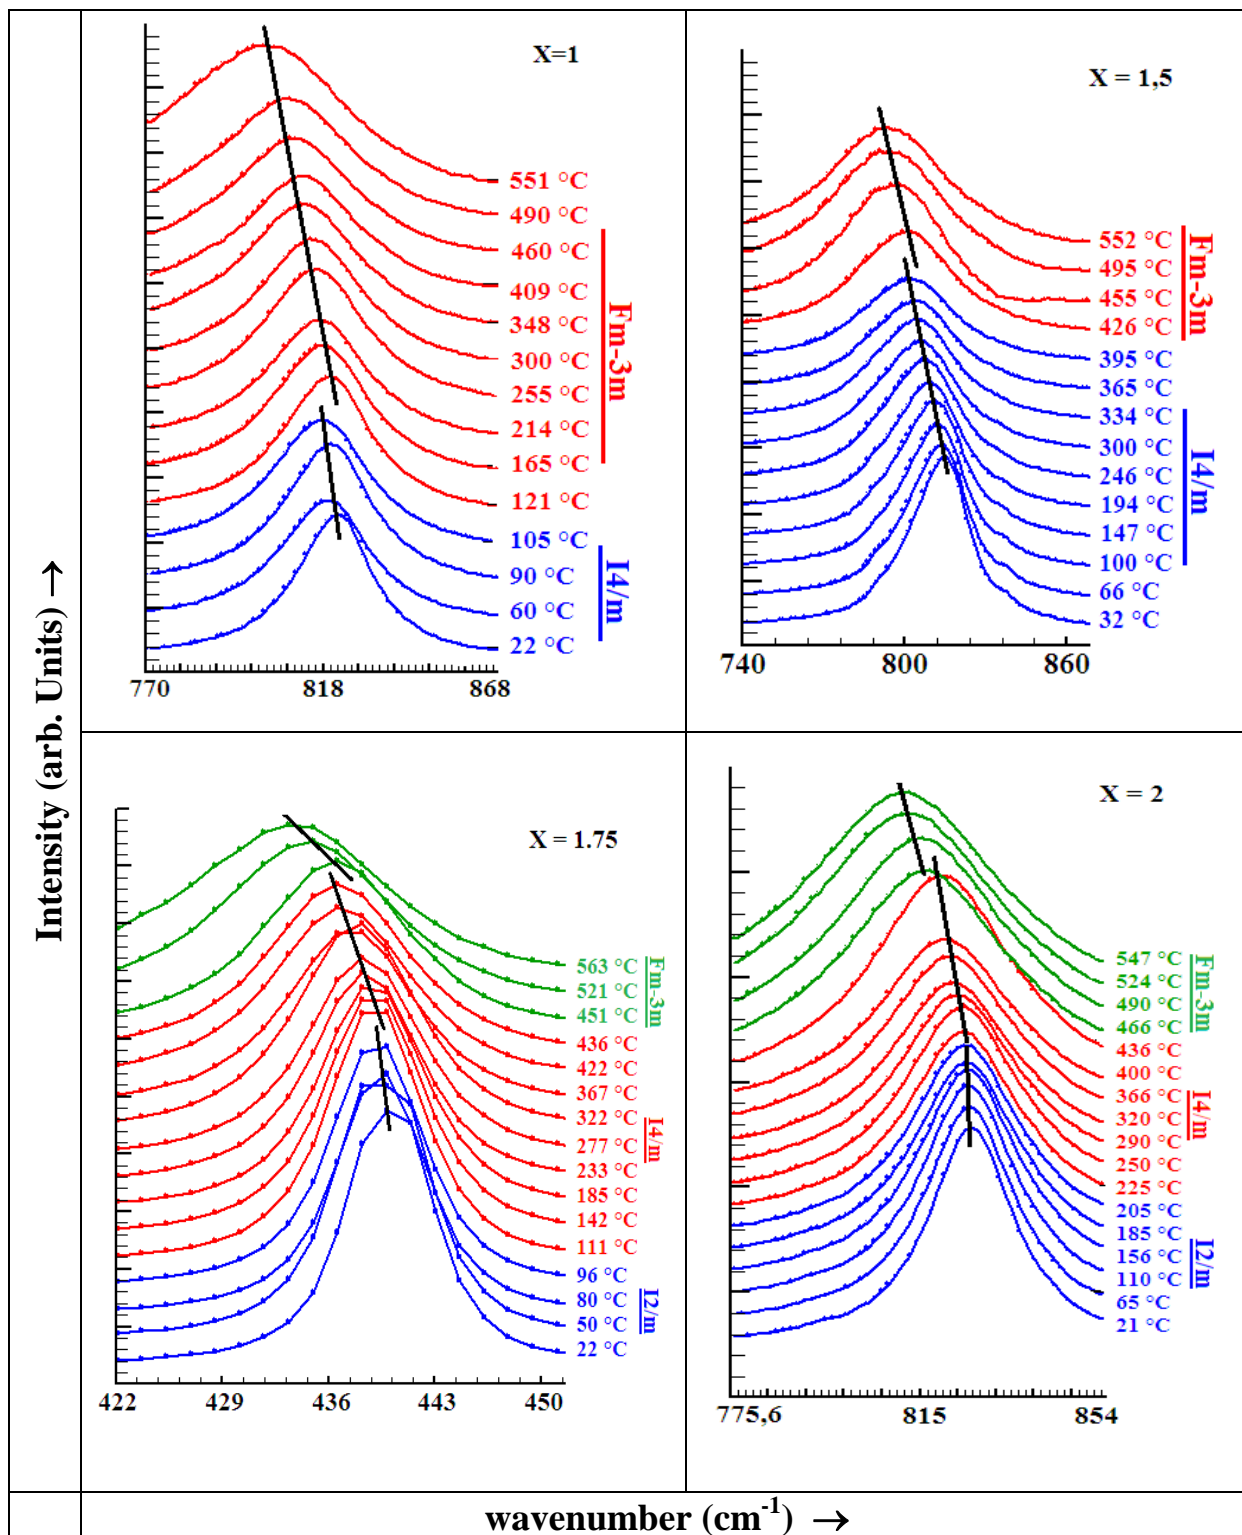 Intensity (arb. Units) →
X=1
551 °C
490 °C
460 °C
409 °C
348 °C
300 °C
255 °C
214 °C
165 °C
121 °C
105 °C
90 °C
60 °C
22 °C
Fm-3m
I4/m
770 818 868
X = 1,5
552 °C
495 °C
455 °C
426 °C
395 °C
365 °C
334 °C
300 °C
246 °C
194 °C
147 °C
100 °C
66 °C
32 °C
Fm-3m
I4/m
740 800 860
X = 1.75
563 °C
521 °C
451 °C
436 °C
422 °C
367 °C
322 °C
277 °C
233 °C
185 °C
142 °C
111 °C
96 °C
80 °C
50 °C
22 °C
Fm-3m
I4/m
I2/m
422 429 436 443 450
X = 2
547 °C
524 °C
490 °C
466 °C
436 °C
400 °C
366 °C
320 °C
290 °C
250 °C
225 °C
205 °C
185 °C
156 °C
110 °C
65 °C
21 °C
Fm-3m
I4/m
I2/m
775,6 815 854
wavenumber (cm⁻¹) →